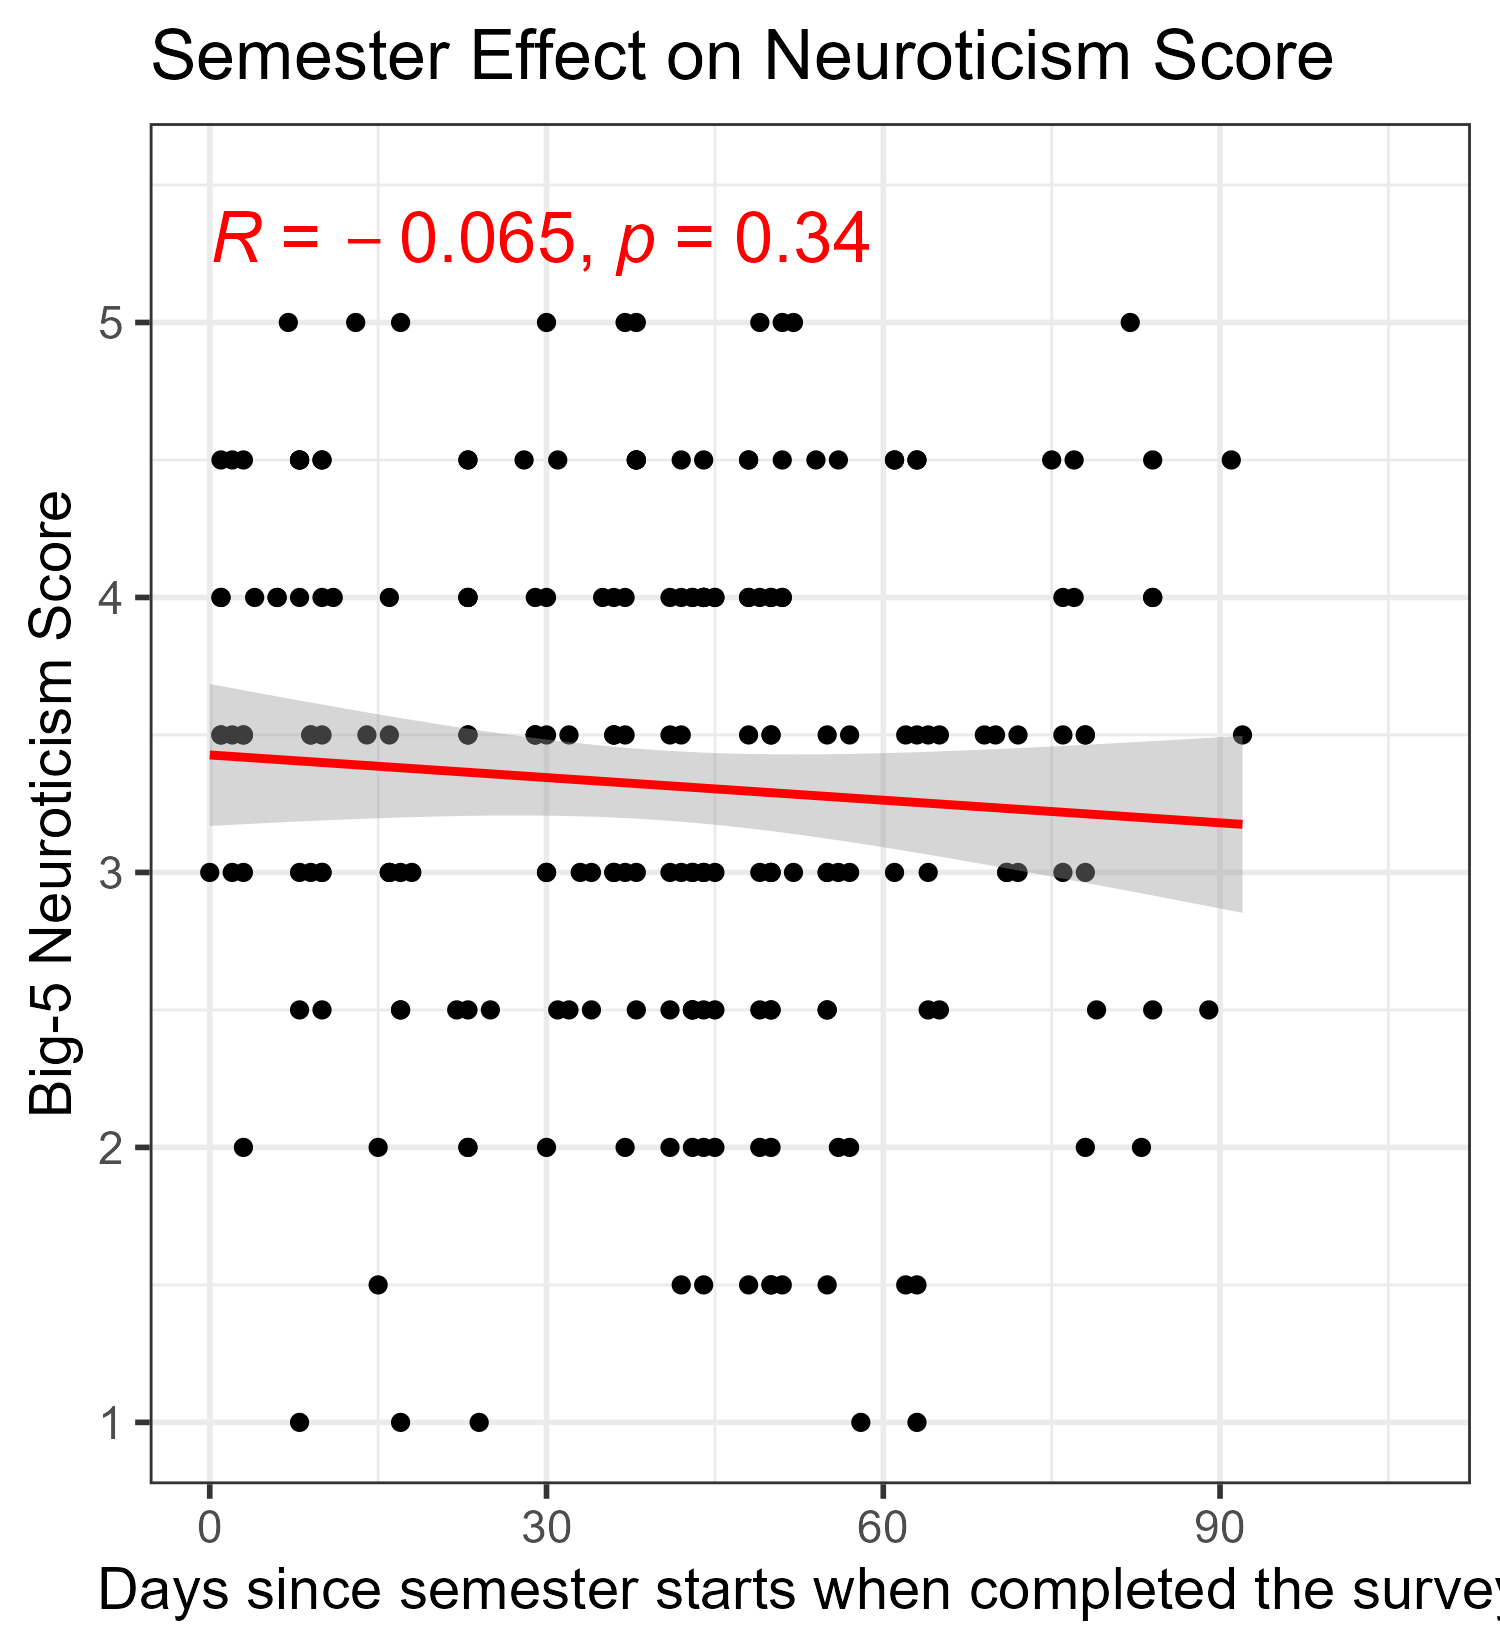 Semester Effect on Neuroticism Score
R = − 0.065, p = 0.34
5
4
3
2
1
Big-5 Neuroticism Score
0 30 60 90
Days since semester starts when completed the survey